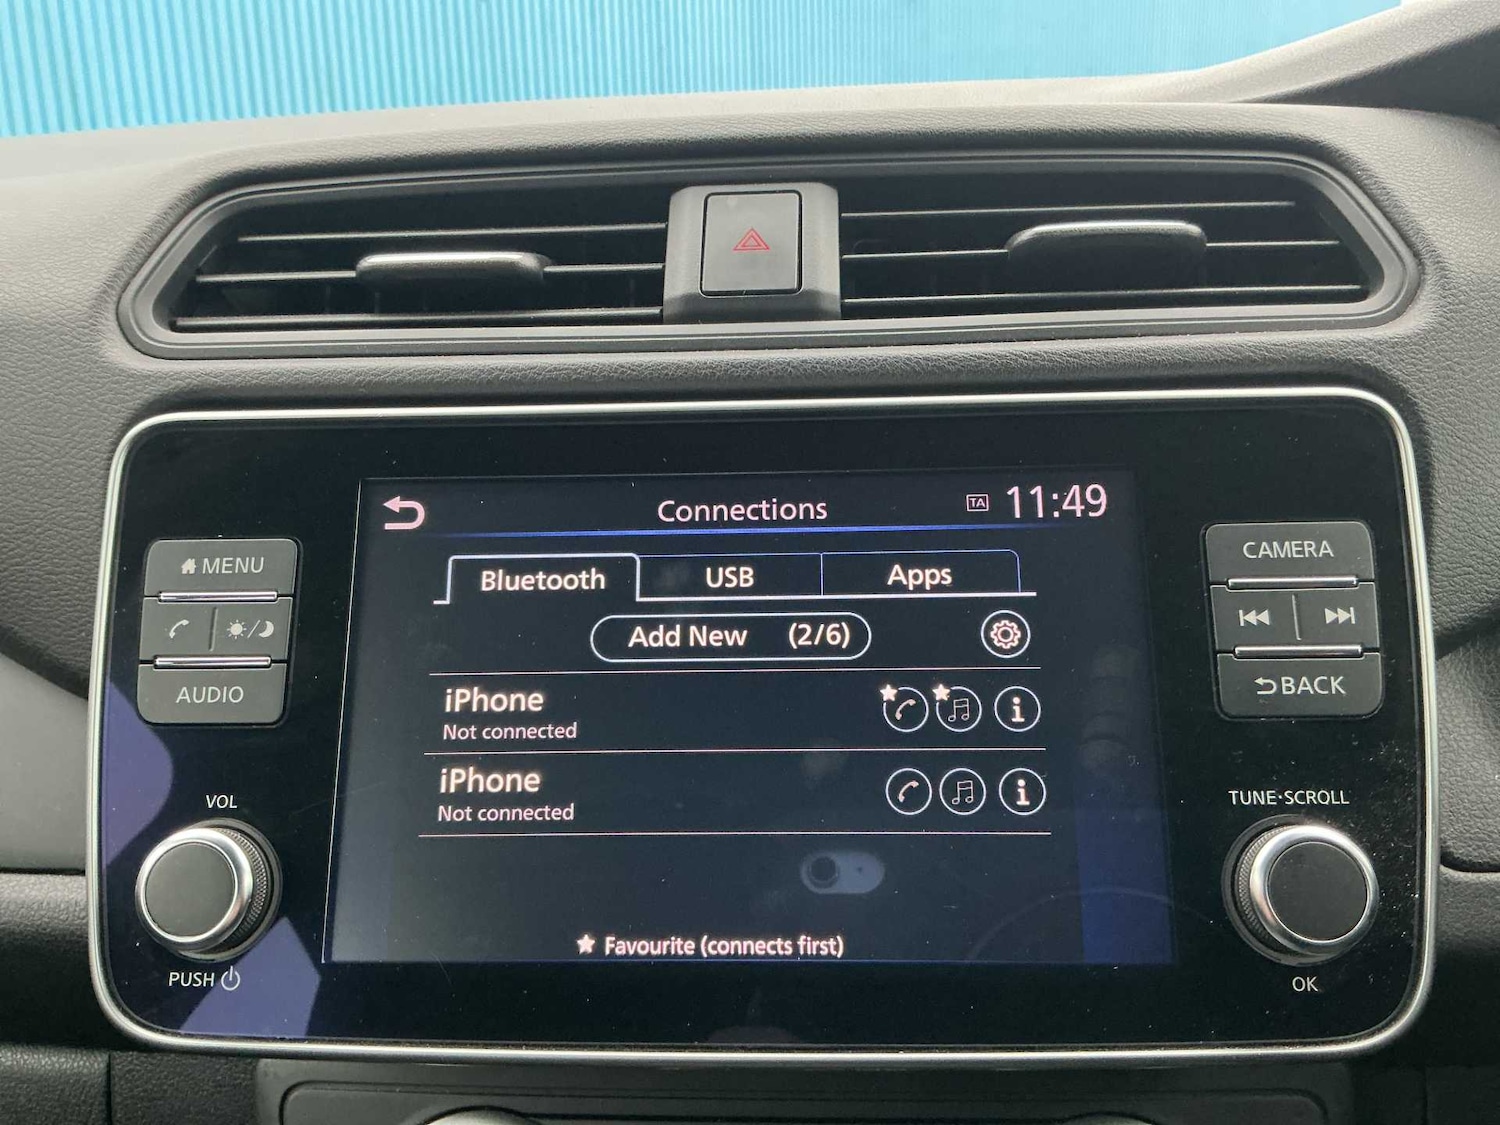 Connections
TA 11:49
Bluetooth USB Apps
Add New (2/6)
iPhone
Not connected
iPhone
Not connected
Favourite (connects first)
MENU
AUDIO
VOL
PUSH
CAMERA
BACK
TUNE·SCROLL
OK